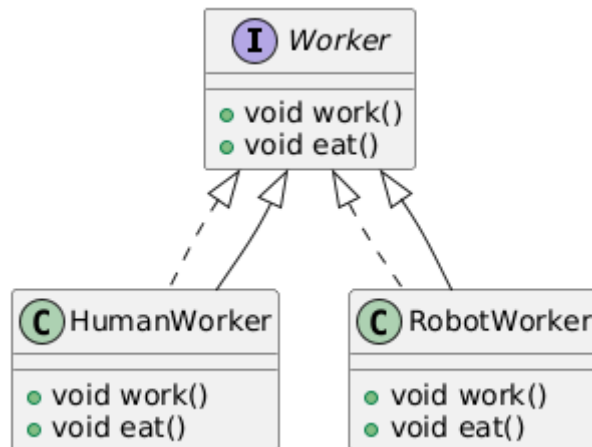 I Worker
void work()
void eat()
C HumanWorker
void work()
void eat()
C RobotWorker
void work()
void eat()